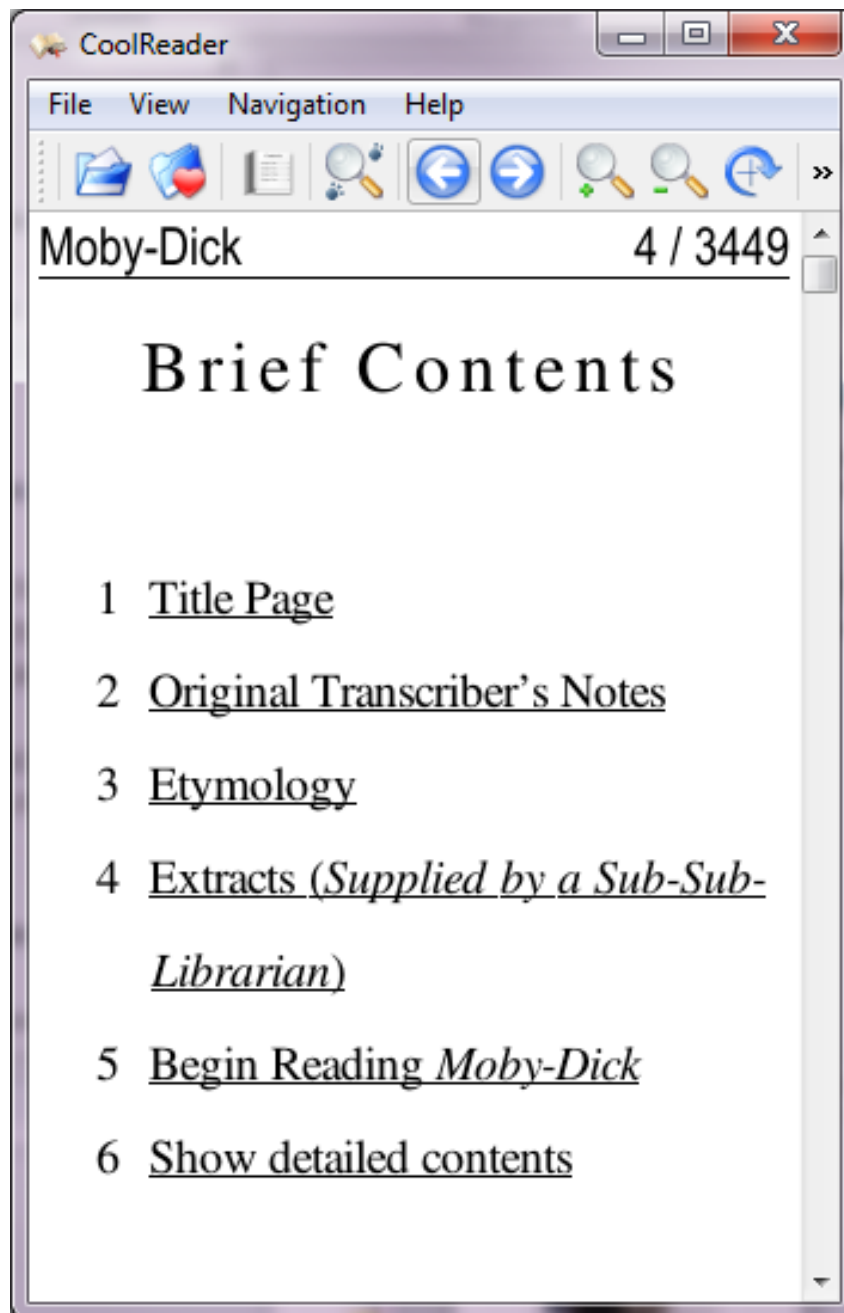 CoolReader
File View Navigation Help
»
Moby-Dick 4 / 3449
Brief Contents
1 Title Page
2 Original Transcriber’s Notes
3 Etymology
4 Extracts (Supplied by a Sub-Sub-
Librarian)
5 Begin Reading Moby-Dick
6 Show detailed contents